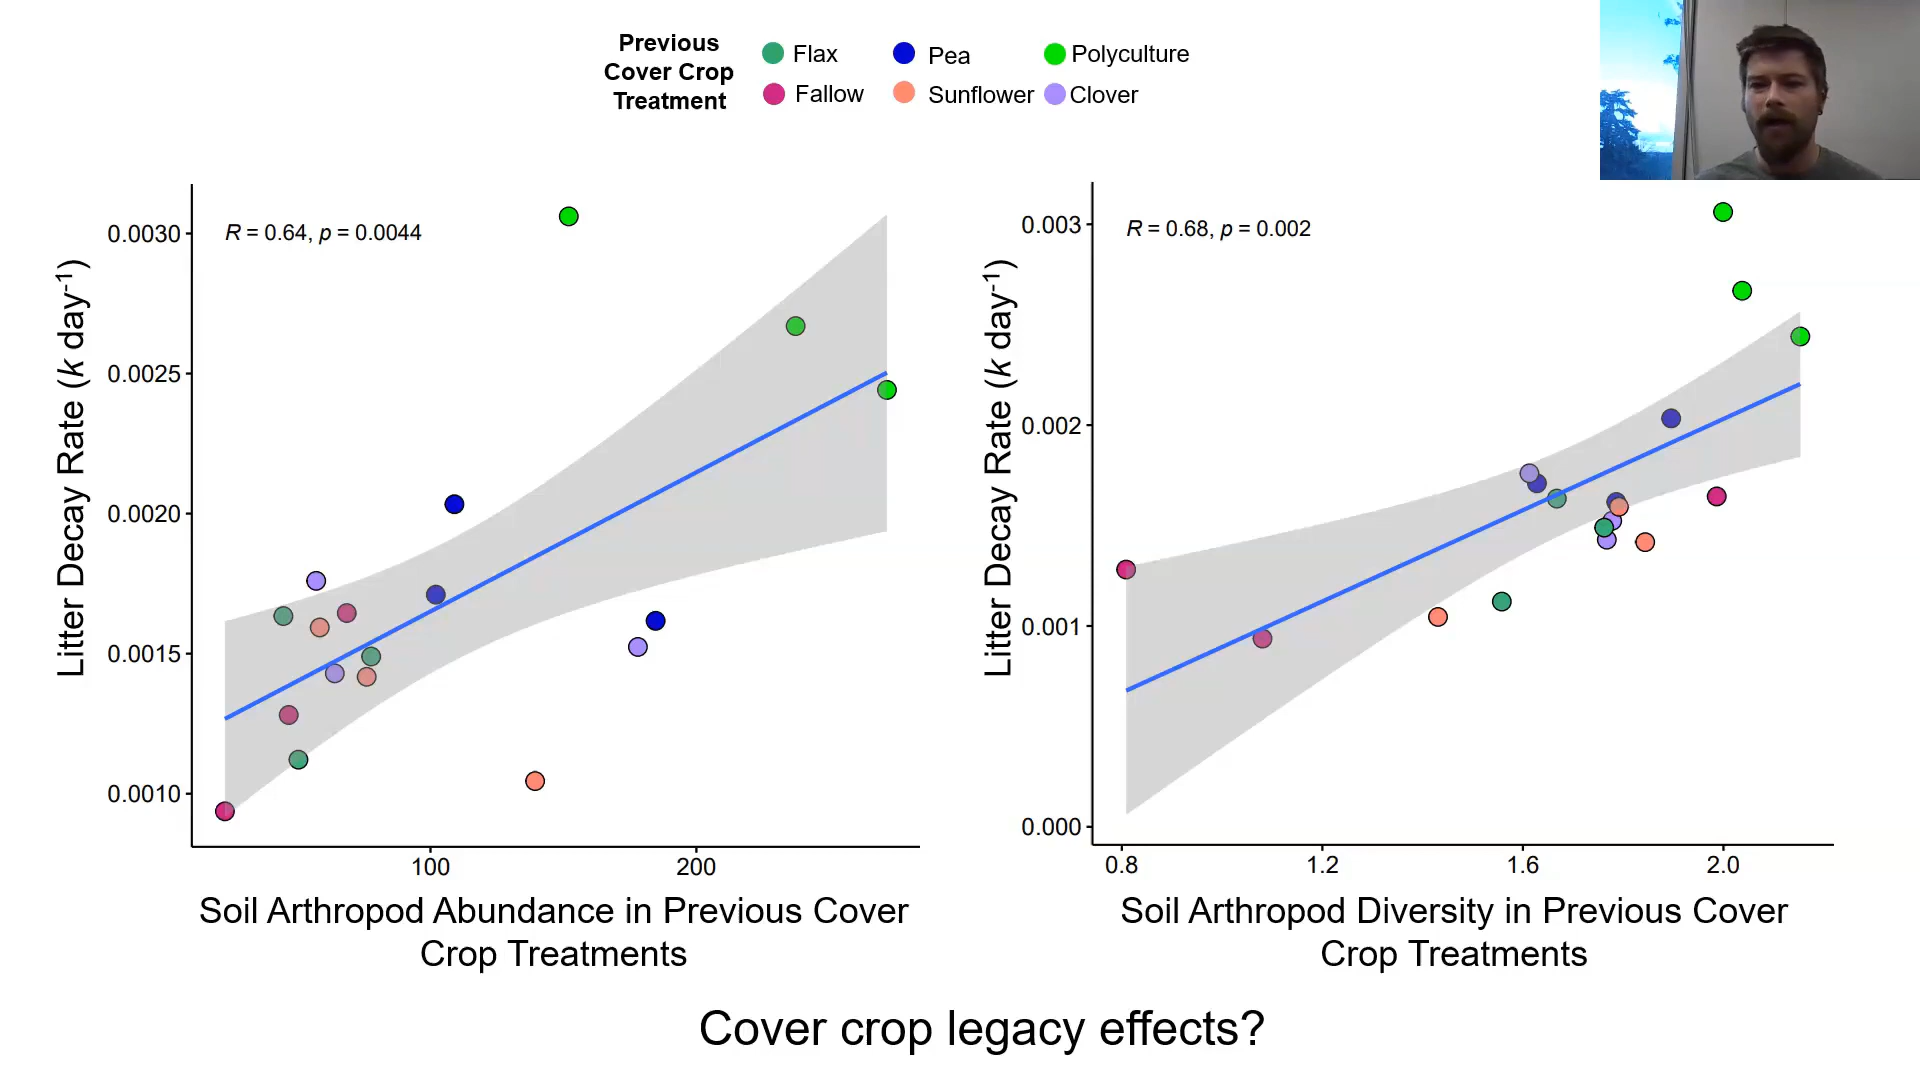 Previous
Cover Crop
Treatment
Flax
Pea
Polyculture
Fallow
Sunflower
Clover
R = 0.64, p = 0.0044
Litter Decay Rate (k day-1)
0.0030
0.0025
0.0020
0.0015
0.0010
100
200
Soil Arthropod Abundance in Previous Cover
Crop Treatments
R = 0.68, p = 0.002
Litter Decay Rate (k day-1)
0.003
0.002
0.001
0.000
0.8
1.2
1.6
2.0
Soil Arthropod Diversity in Previous Cover
Crop Treatments
Cover crop legacy effects?